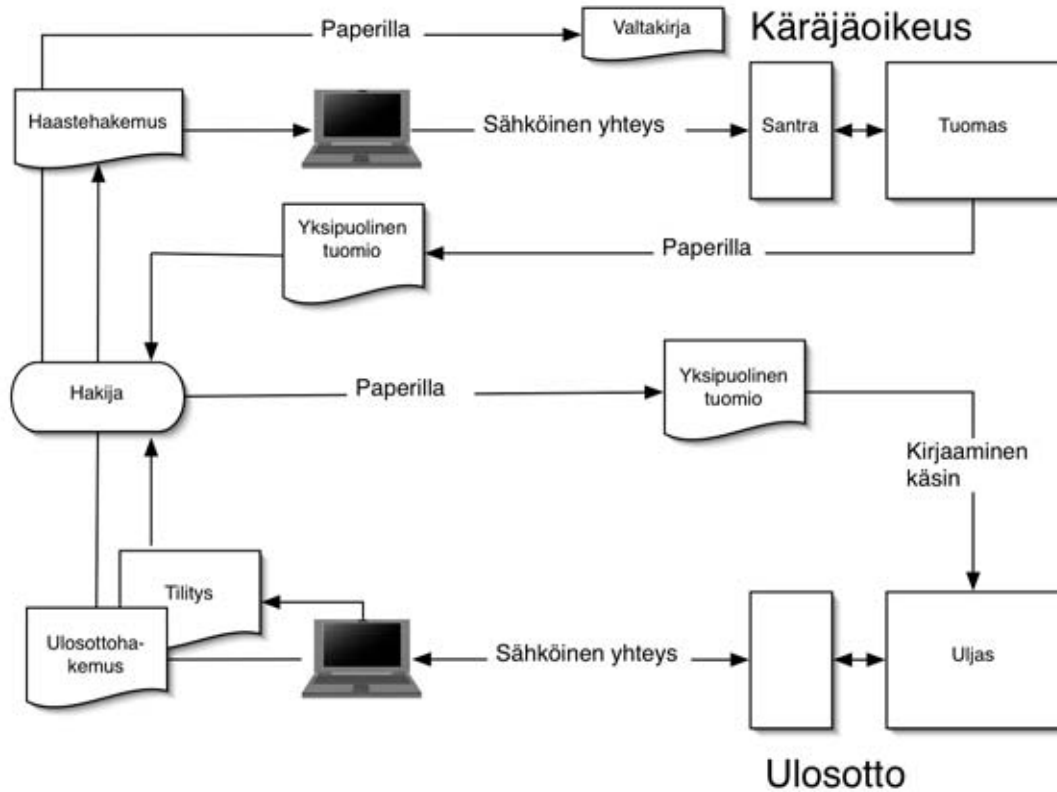 Paperilla
Valtakirja
Käräjäoikeus
Haastehakemus
Sähköinen yhteys
Santra
Tuomas
Yksipuolinen
tuomio
Paperilla
Hakija
Paperilla
Yksipuolinen
tuomio
Kirjaaminen
käsin
Tilitys
Ulosottoha-
kemus
Sähköinen yhteys
Uljas
Ulosotto